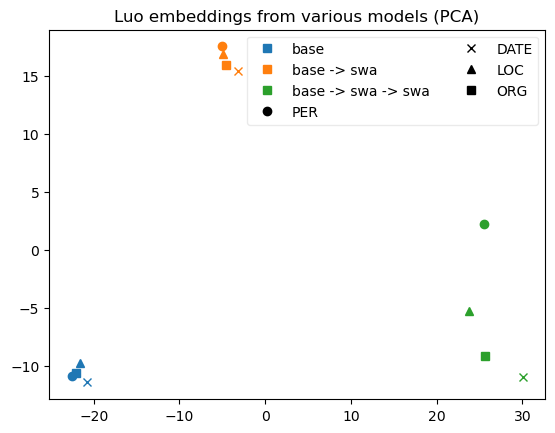 Luo embeddings from various models (PCA)
base
base -> swa
base -> swa -> swa
PER
DATE
LOC
ORG
15
10
5
0
−5
−10
−20
−10
0
10
20
30